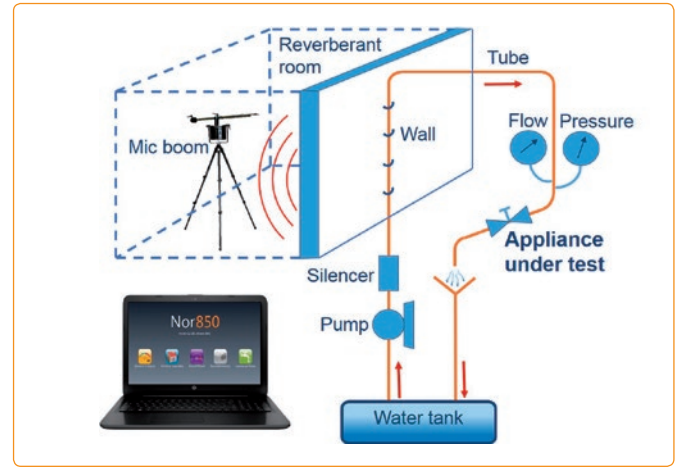 Reverberant
room
Tube
Mic boom
Wall
Flow
Pressure
Appliance
under test
Silencer
Pump
Nor850
Water tank